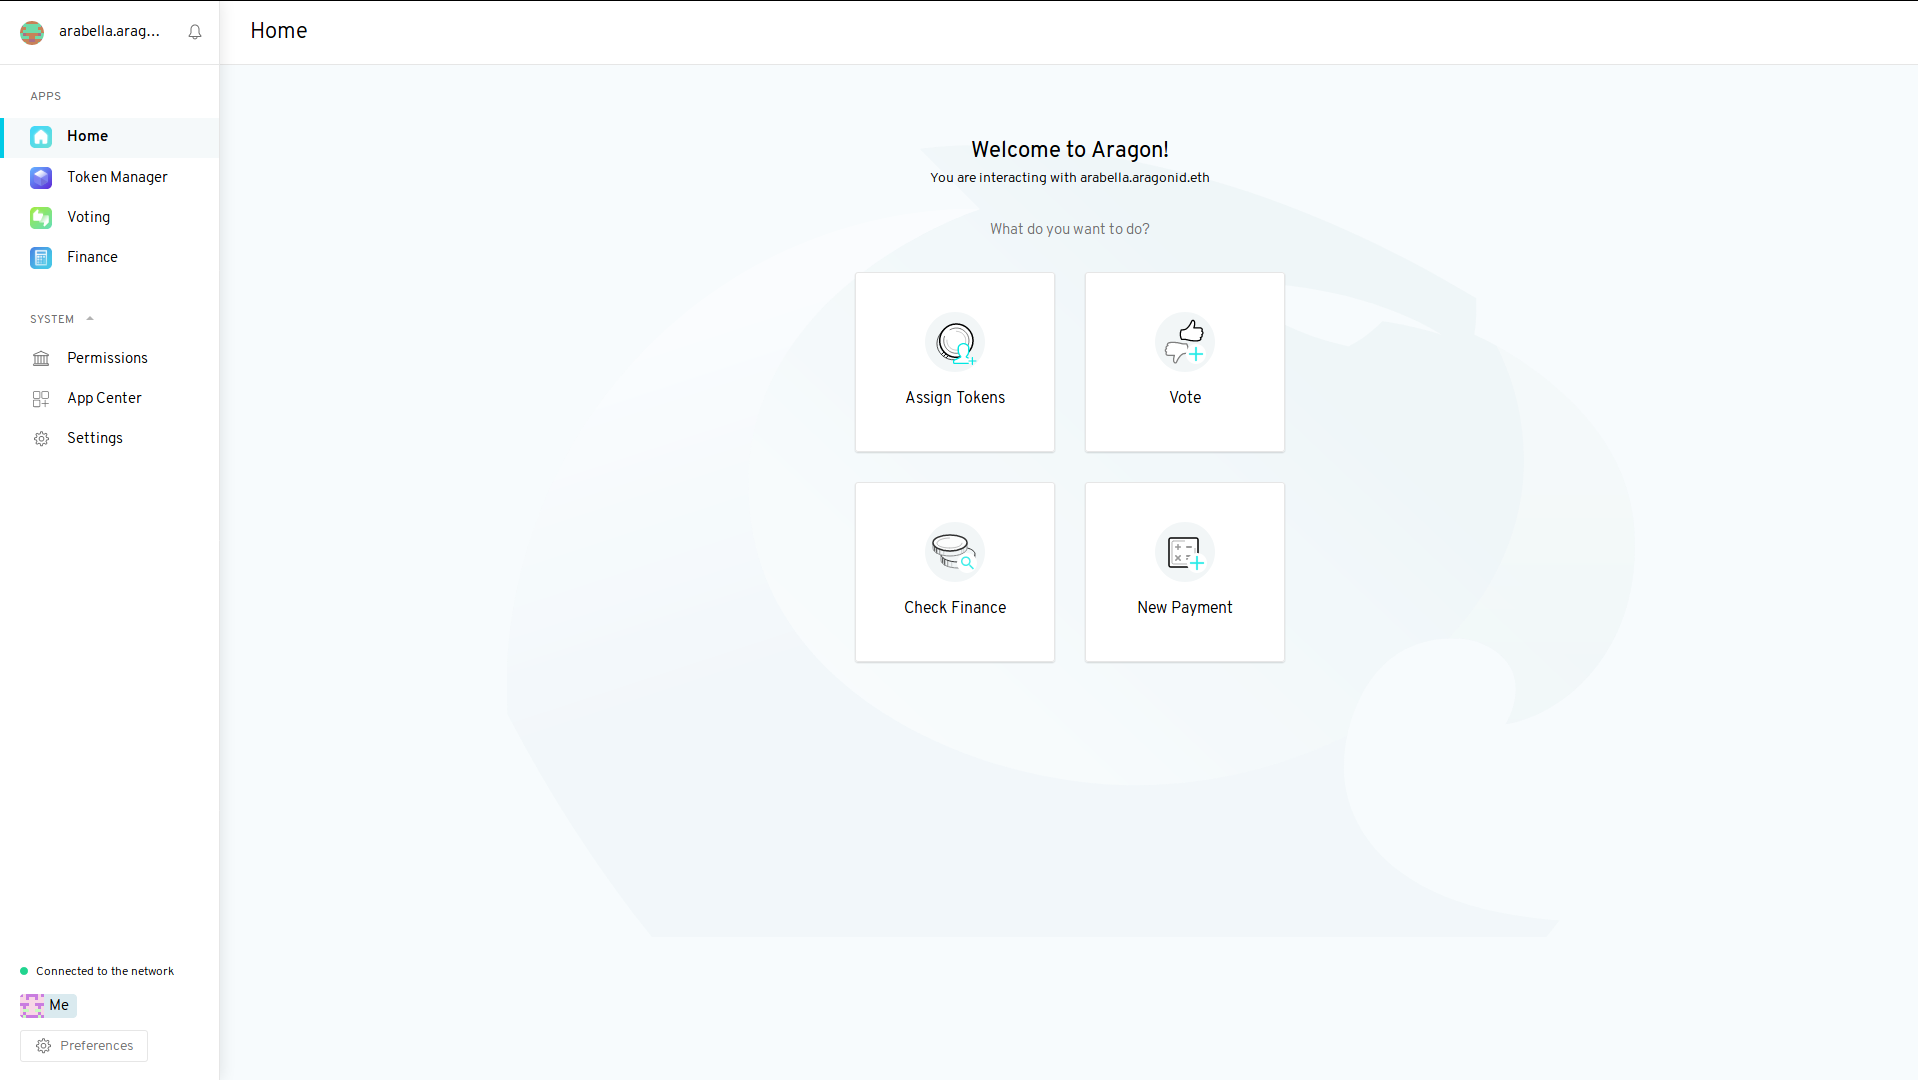 arabella.arag...
Home
APPS
Home
Token Manager
Voting
Finance
SYSTEM
Permissions
App Center
Settings
Welcome to Aragon!
You are interacting with arabella.aragonid.eth
What do you want to do?
Assign Tokens
Vote
Check Finance
New Payment
Connected to the network
Me
Preferences